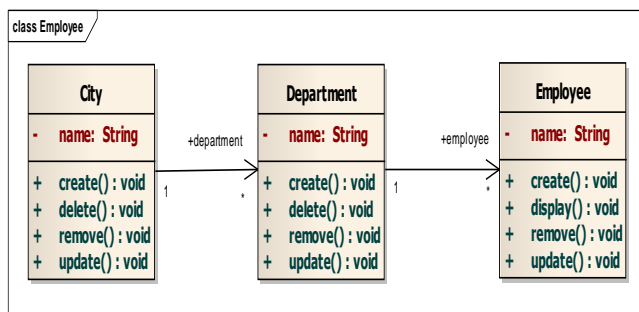 class Employee
City
- name: String
+ create() : void
+ delete() : void
+ remove() : void
+ update() : void
+department
1
*
Department
- name: String
+ create() : void
+ delete() : void
+ remove() : void
+ update() : void
+employee
1
*
Employee
- name: String
+ create() : void
+ display() : void
+ remove() : void
+ update() : void